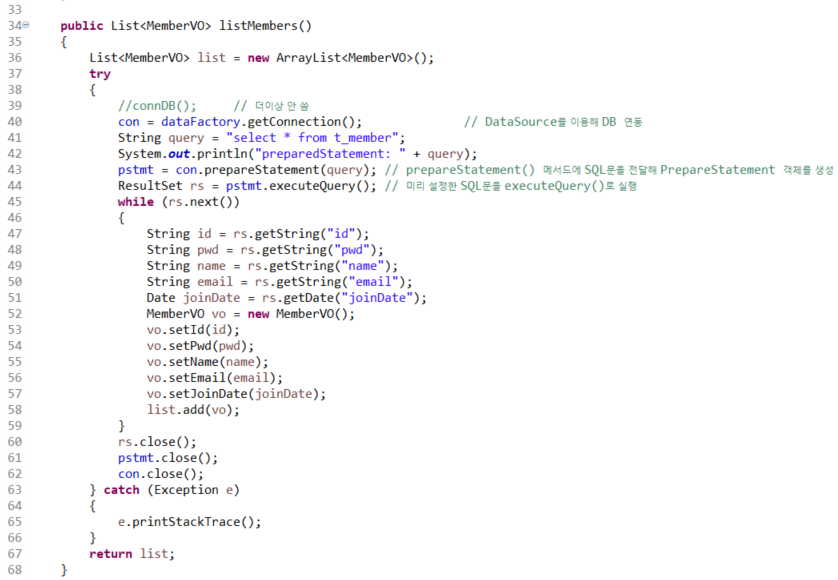 33
34 public List<MemberVO> listMembers()
35 {
36 List<MemberVO> list = new ArrayList<MemberVO>();
37 try
38 {
39 //connDB(); // 더이상 안 씀
40 con = dataFactory.getConnection(); // DataSource를 이용해 DB 연동
41 String query = "select * from t_member";
42 System.out.println("preparedStatement: " + query);
43 pstmt = con.prepareStatement(query); // prepareStatement() 메서드에 SQL문을 전달해 PrepareStatement 객체를 생성
44 ResultSet rs = pstmt.executeQuery(); // 미리 설정한 SQL문을 executeQuery()로 실행
45 while (rs.next())
46 {
47 String id = rs.getString("id");
48 String pwd = rs.getString("pwd");
49 String name = rs.getString("name");
50 String email = rs.getString("email");
51 Date joinDate = rs.getDate("joinDate");
52 MemberVO vo = new MemberVO();
53 vo.setId(id);
54 vo.setPwd(pwd);
55 vo.setName(name);
56 vo.setEmail(email);
57 vo.setJoinDate(joinDate);
58 list.add(vo);
59 }
60 rs.close();
61 pstmt.close();
62 con.close();
63 } catch (Exception e)
64 {
65 e.printStackTrace();
66 }
67 return list;
68 }